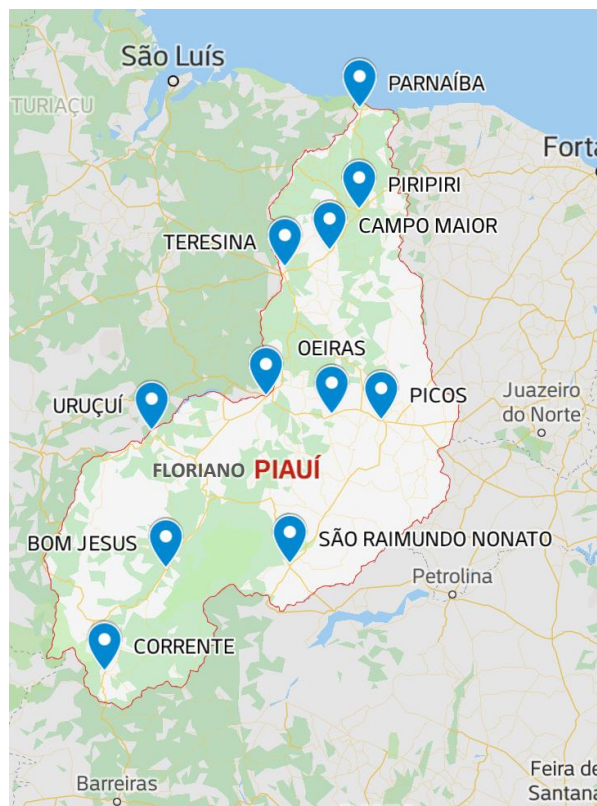 São Luís
PARNAÍBA
TURIAÇU
Forta
PIRIPIRI
CAMPO MAIOR
TERESINA
OEIRAS
URUÇUÍ
PICOS
Juazeiro
do Norte
FLORIANO PIAUÍ
BOM JESUS
SÃO RAIMUNDO NONATO
Petrolina
CORRENTE
Barreiras
Feira de
Santana